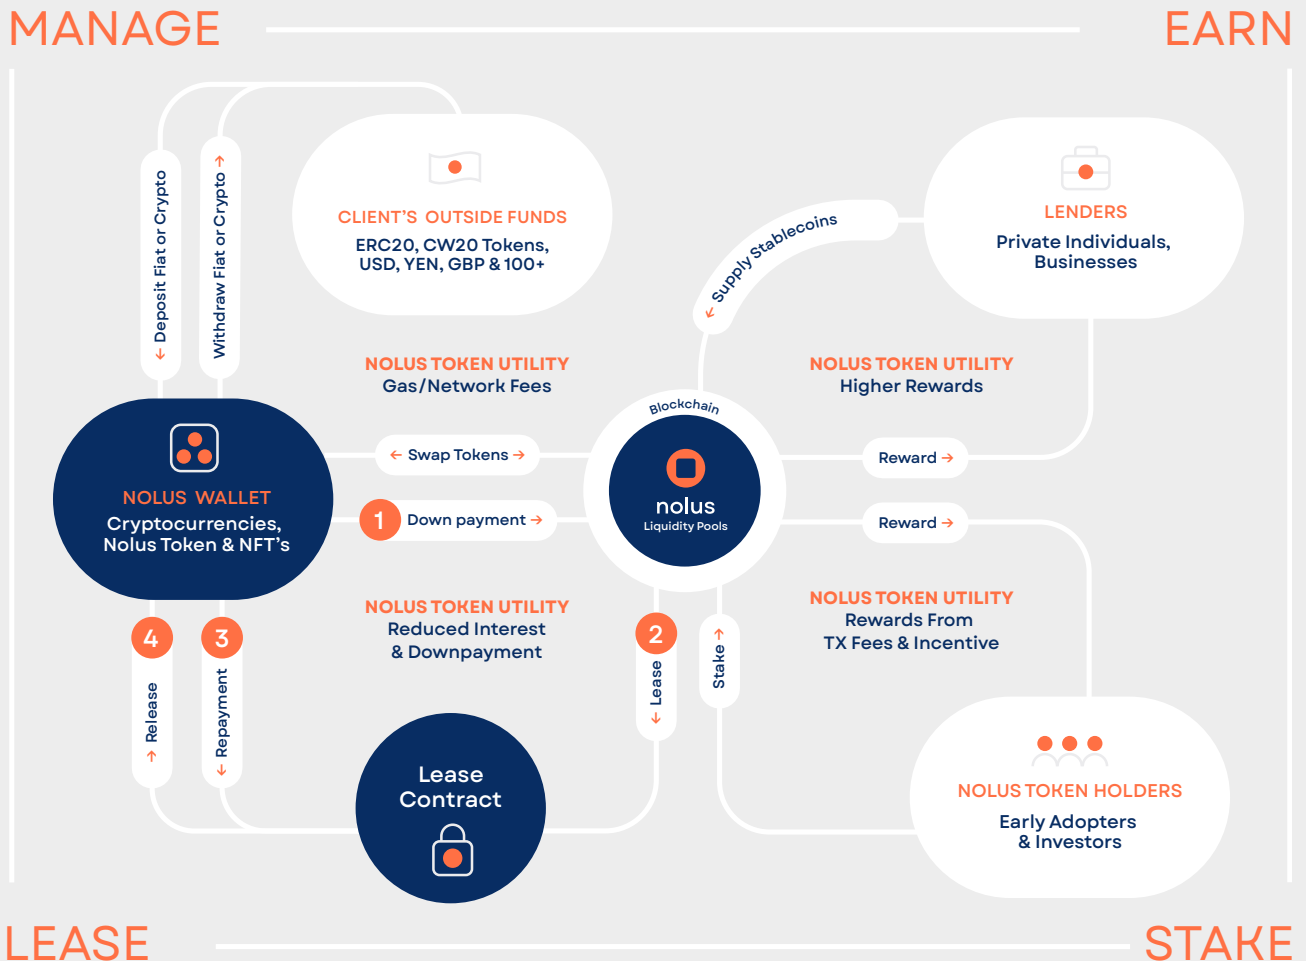 MANAGE
EARN
Deposit Fiat or Crypto
Withdraw Fiat or Crypto
CLIENT'S OUTSIDE FUNDS
ERC20, CW20 Tokens,
USD, YEN, GBP & 100+
Supply Stablecoins
LENDERS
Private Individuals,
Businesses
NOLUS TOKEN UTILITY
Gas/Network Fees
NOLUS TOKEN UTILITY
Higher Rewards
NOLUS WALLET
Cryptocurrencies,
Nolus Token & NFT's
← Swap Tokens →
1 Down payment →
Blockchain
nolus
Liquidity Pools
Reward →
Reward →
NOLUS TOKEN UTILITY
Reduced Interest
& Downpayment
NOLUS TOKEN UTILITY
Rewards From
TX Fees & Incentive
4
Release
3
Repayment
2
Lease
Stake
Lease
Contract
NOLUS TOKEN HOLDERS
Early Adopters
& Investors
LEASE
STAKE